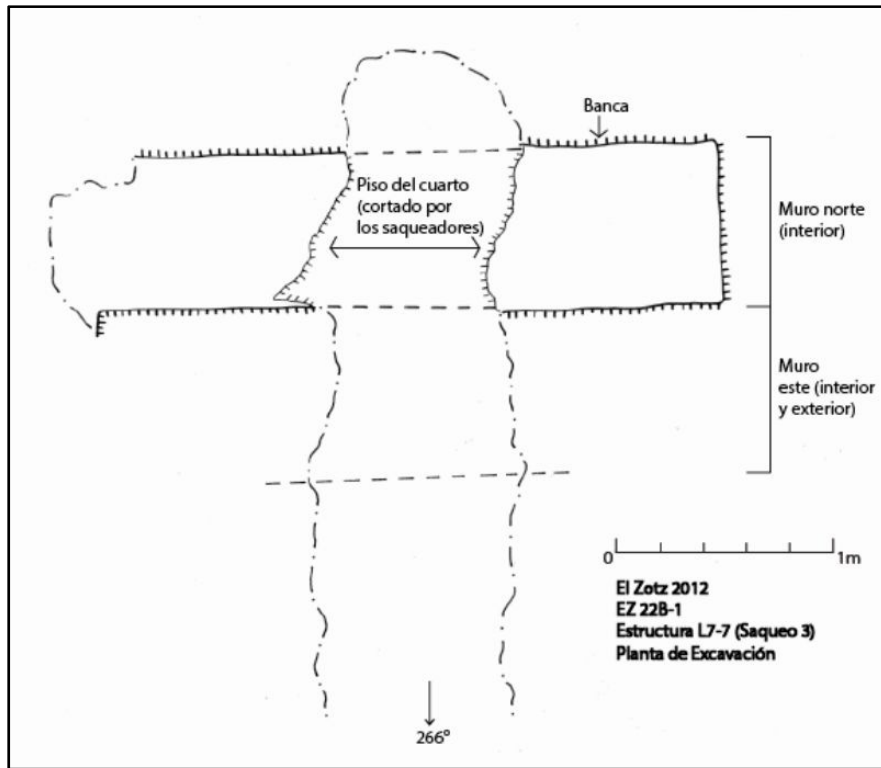 Banca
Piso del cuarto
(cortado por
los saqueadores)
Muro norte
(interior)
Muro
este (interior
y exterior)
0
1m
El Zotz 2012
EZ 22B-1
Estructura L7-7 (Saqueo 3)
Planta de Excavación
266°